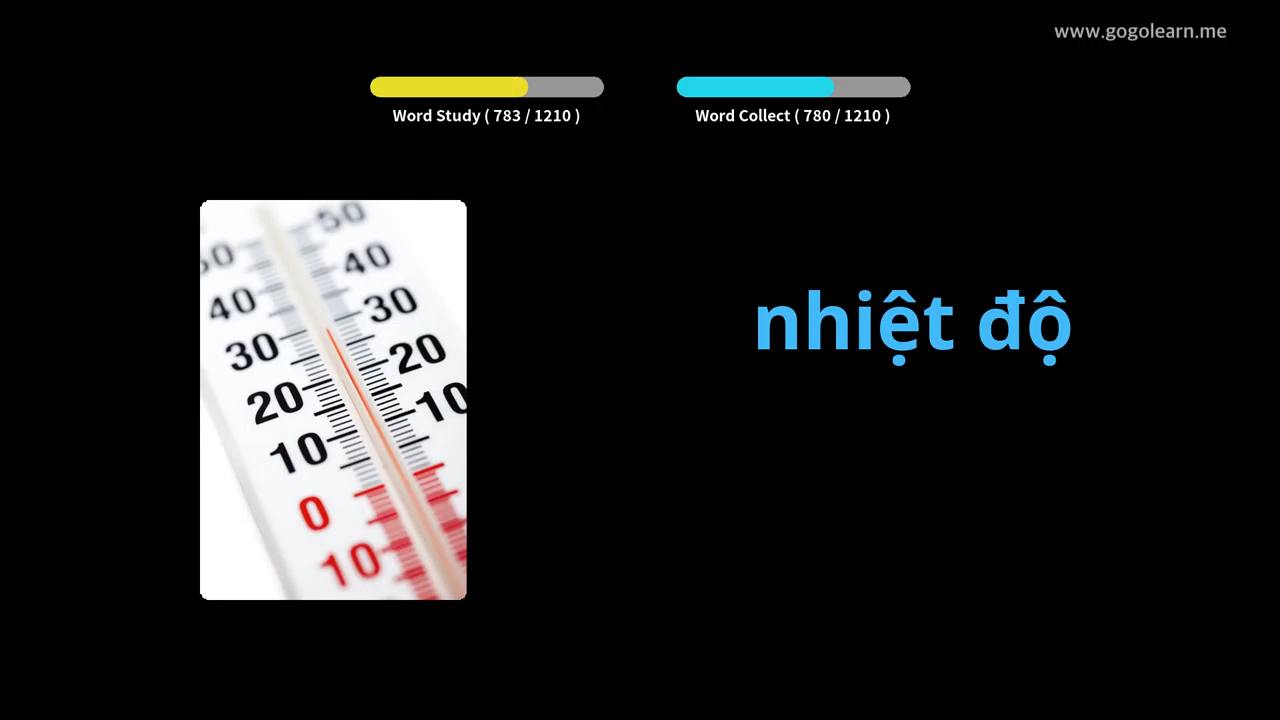 www.gogolearn.me
Word Study ( 783 / 1210 )
Word Collect ( 780 / 1210 )
nhiệt độ
50
40 40
30 30
20 20
10 10
0
10